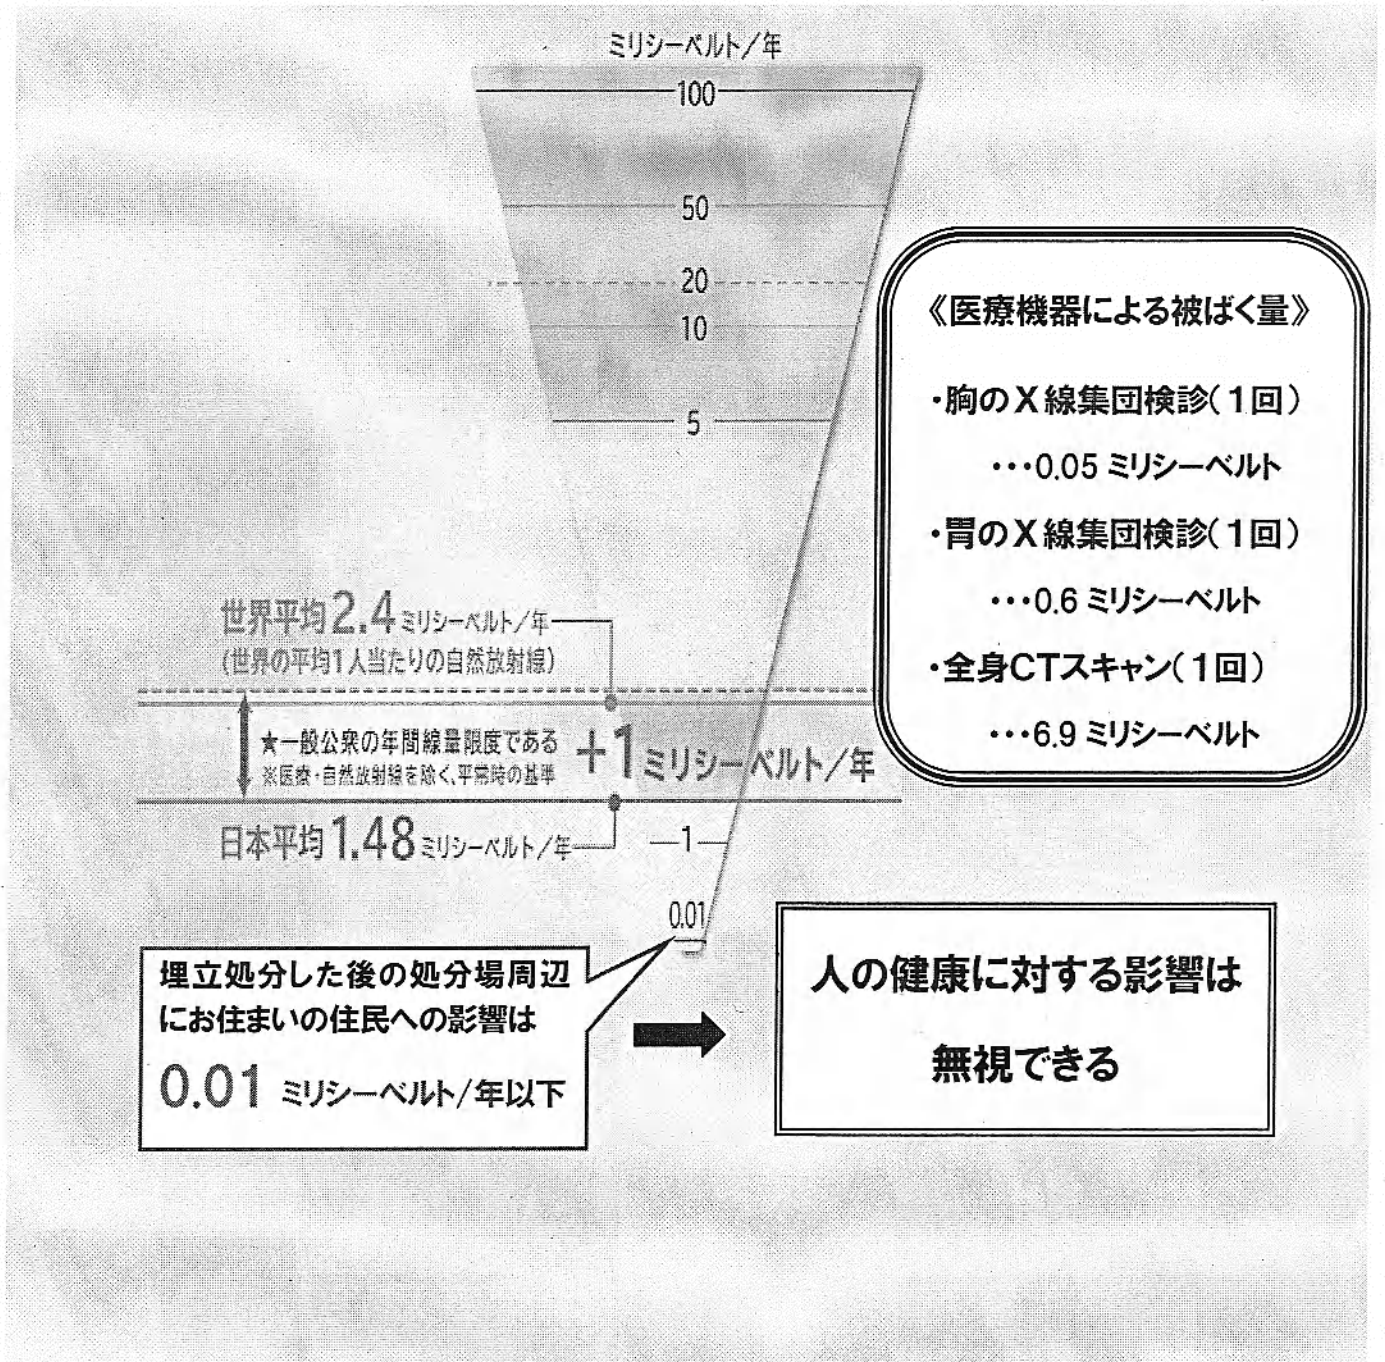 ミリシーベルト/年
100
50
20
10
5
世界平均2.4ミリシーベルト/年
(世界の平均1人当たりの自然放射線)
★一般公衆の年間線量限度である
※医療・自然放射線を除く、平常時の基準
+1ミリシーベルト/年
日本平均1.48ミリシーベルト/年
1
0.01
《医療機器による被ばく量》
・胸のX線集団検診(1回)
・・・0.05ミリシーベルト
・胃のX線集団検診(1回)
・・・0.6ミリシーベルト
・全身CTスキャン(1回)
・・・6.9ミリシーベルト
埋立処分した後の処分場周辺
にお住まいの住民への影響は
0.01 ミリシーベルト/年以下
人の健康に対する影響は
無視できる